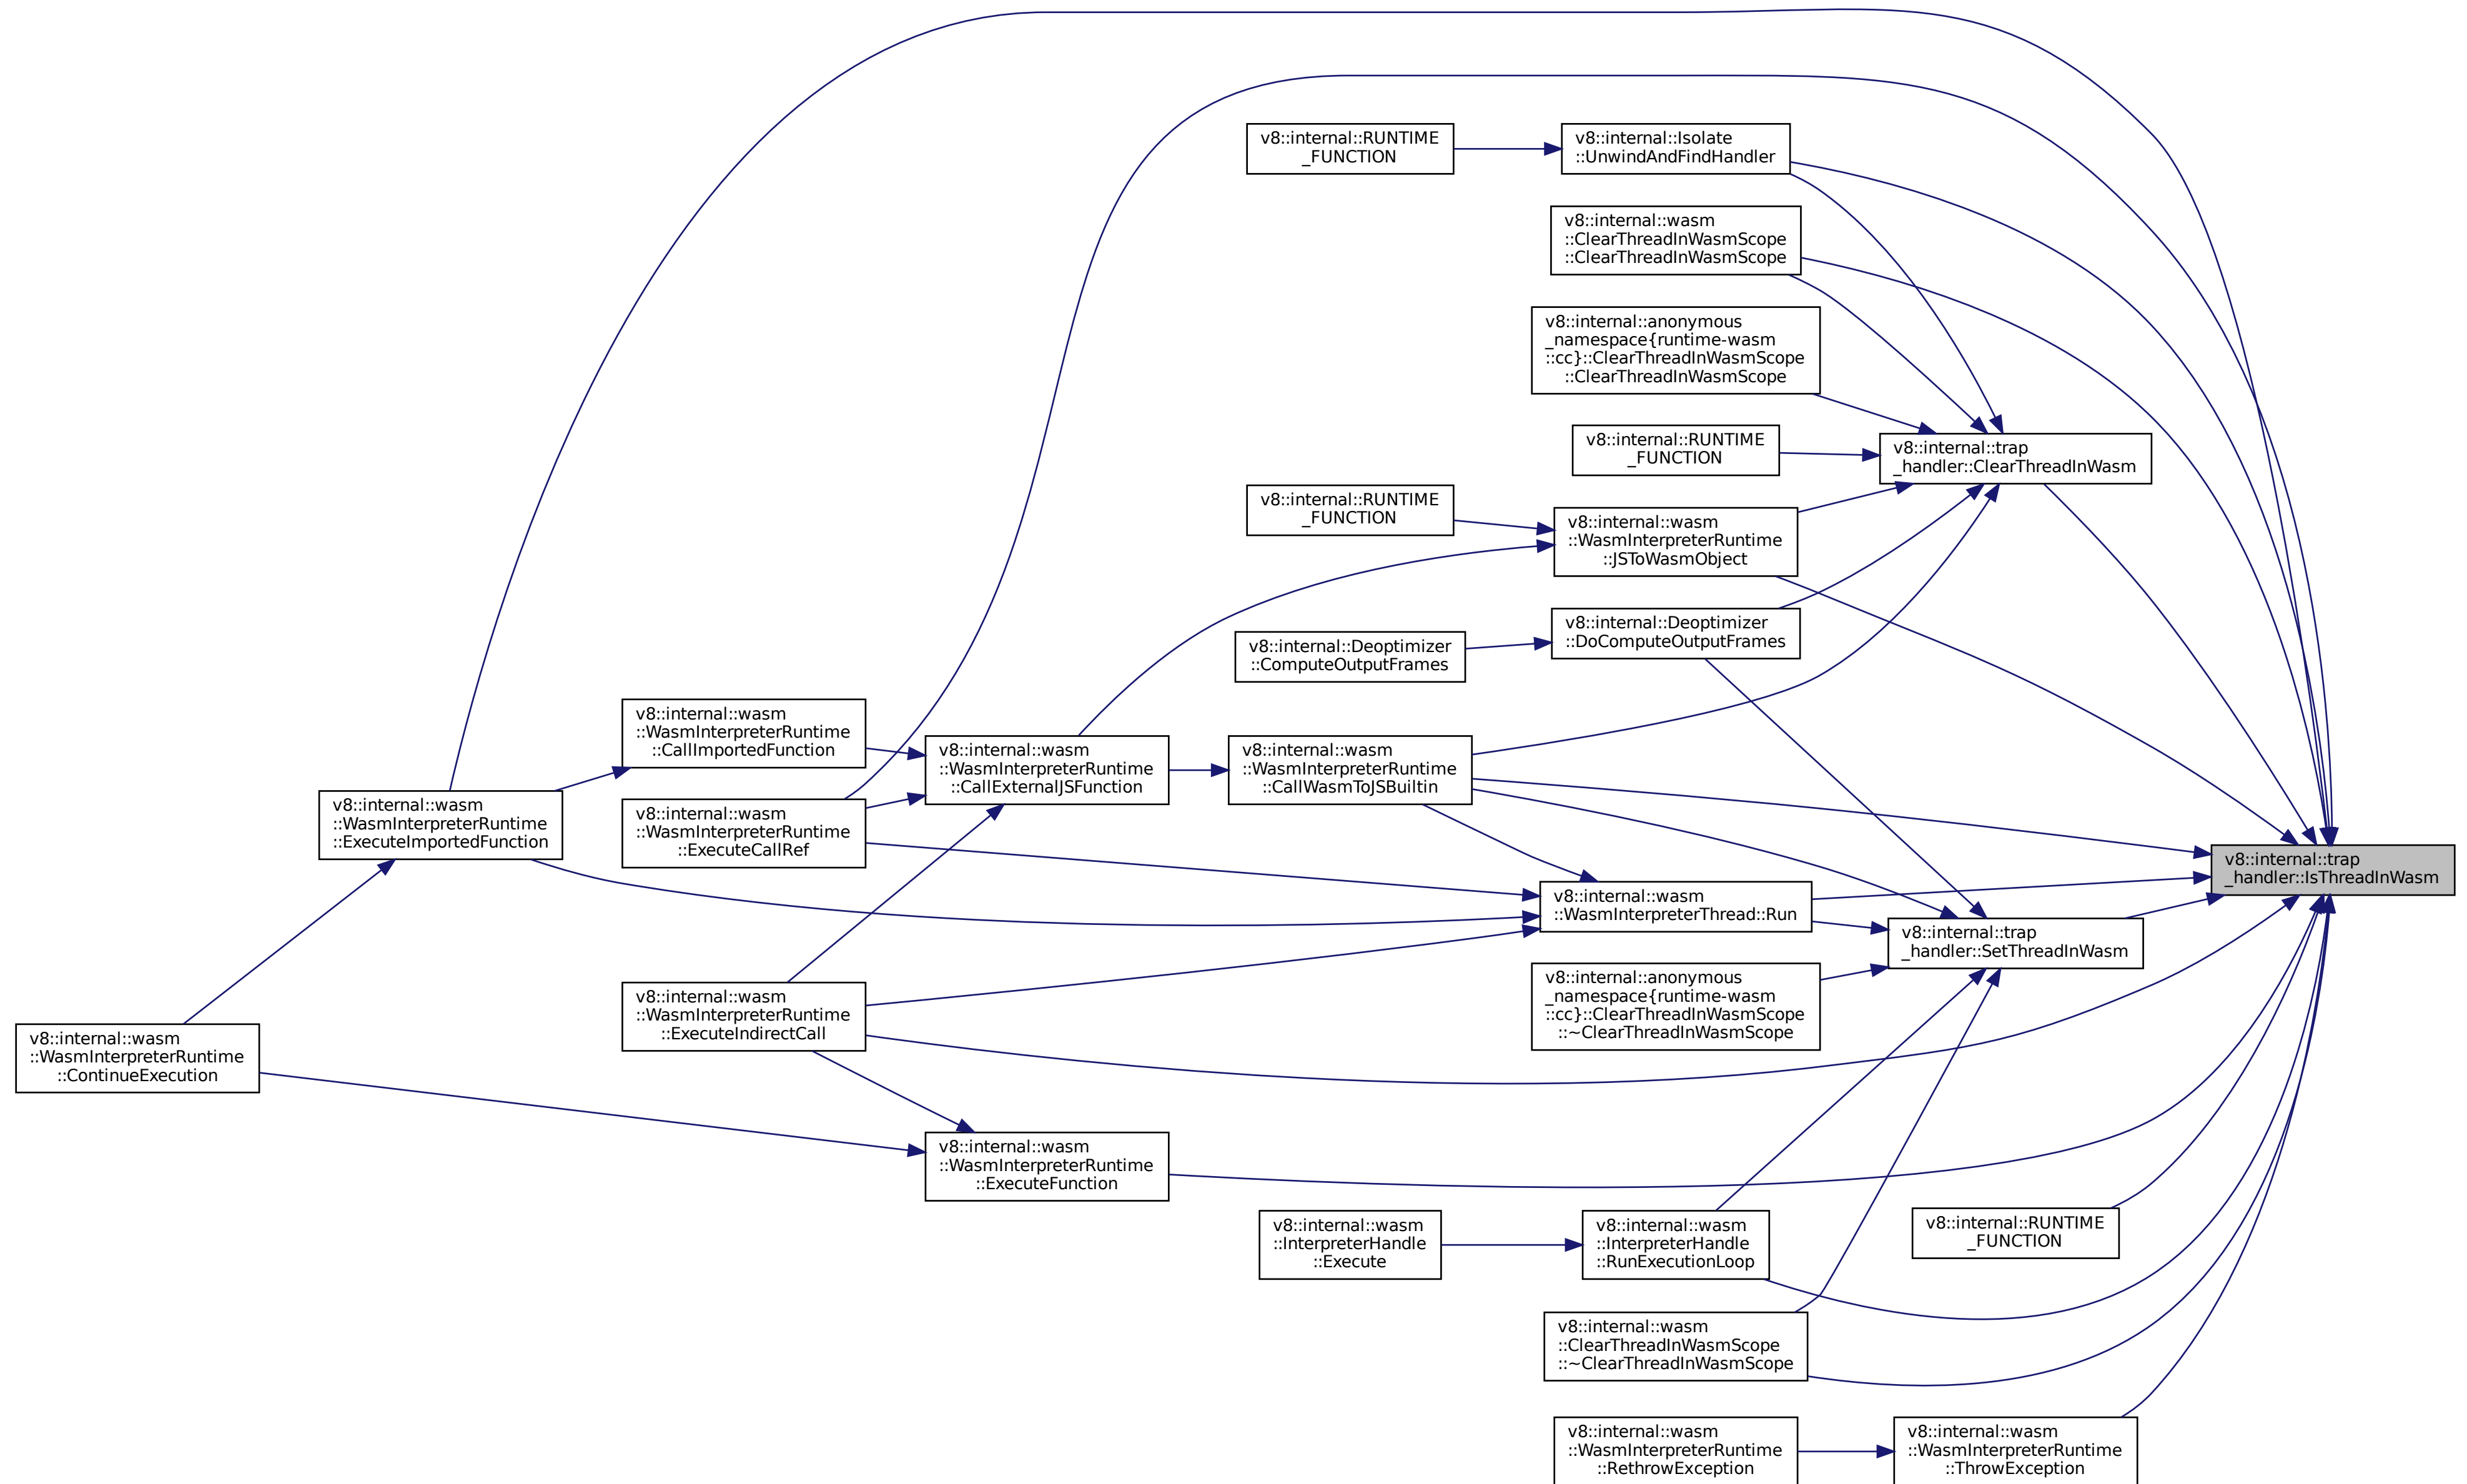 v8::internal::RUNTIME
_FUNCTION
v8::internal::Isolate
::UnwindAndFindHandler
v8::internal::wasm
::ClearThreadInWasmScope
::ClearThreadInWasmScope
v8::internal::anonymous
_namespace{runtime-wasm
::cc}::ClearThreadInWasmScope
::ClearThreadInWasmScope
v8::internal::RUNTIME
_FUNCTION
v8::internal::trap
_handler::ClearThreadInWasm
v8::internal::RUNTIME
_FUNCTION
v8::internal::wasm
::WasmInterpreterRuntime
::JSToWasmObject
v8::internal::Deoptimizer
::DoComputeOutputFrames
v8::internal::Deoptimizer
::ComputeOutputFrames
v8::internal::wasm
::WasmInterpreterRuntime
::CallImportedFunction
v8::internal::wasm
::WasmInterpreterRuntime
::CallExternalJSFunction
v8::internal::wasm
::WasmInterpreterRuntime
::CallWasmToJSBuiltin
v8::internal::wasm
::WasmInterpreterRuntime
::ExecuteImportedFunction
v8::internal::wasm
::WasmInterpreterRuntime
::ExecuteCallRef
v8::internal::trap
_handler::IsThreadInWasm
v8::internal::wasm
::WasmInterpreterThread::Run
v8::internal::trap
_handler::SetThreadInWasm
v8::internal::anonymous
_namespace{runtime-wasm
::cc}::ClearThreadInWasmScope
::~ClearThreadInWasmScope
v8::internal::wasm
::WasmInterpreterRuntime
::ExecuteIndirectCall
v8::internal::wasm
::WasmInterpreterRuntime
::ContinueExecution
v8::internal::wasm
::WasmInterpreterRuntime
::ExecuteFunction
v8::internal::wasm
::InterpreterHandle
::Execute
v8::internal::wasm
::InterpreterHandle
::RunExecutionLoop
v8::internal::RUNTIME
_FUNCTION
v8::internal::wasm
::ClearThreadInWasmScope
::~ClearThreadInWasmScope
v8::internal::wasm
::WasmInterpreterRuntime
::RethrowException
v8::internal::wasm
::WasmInterpreterRuntime
::ThrowException